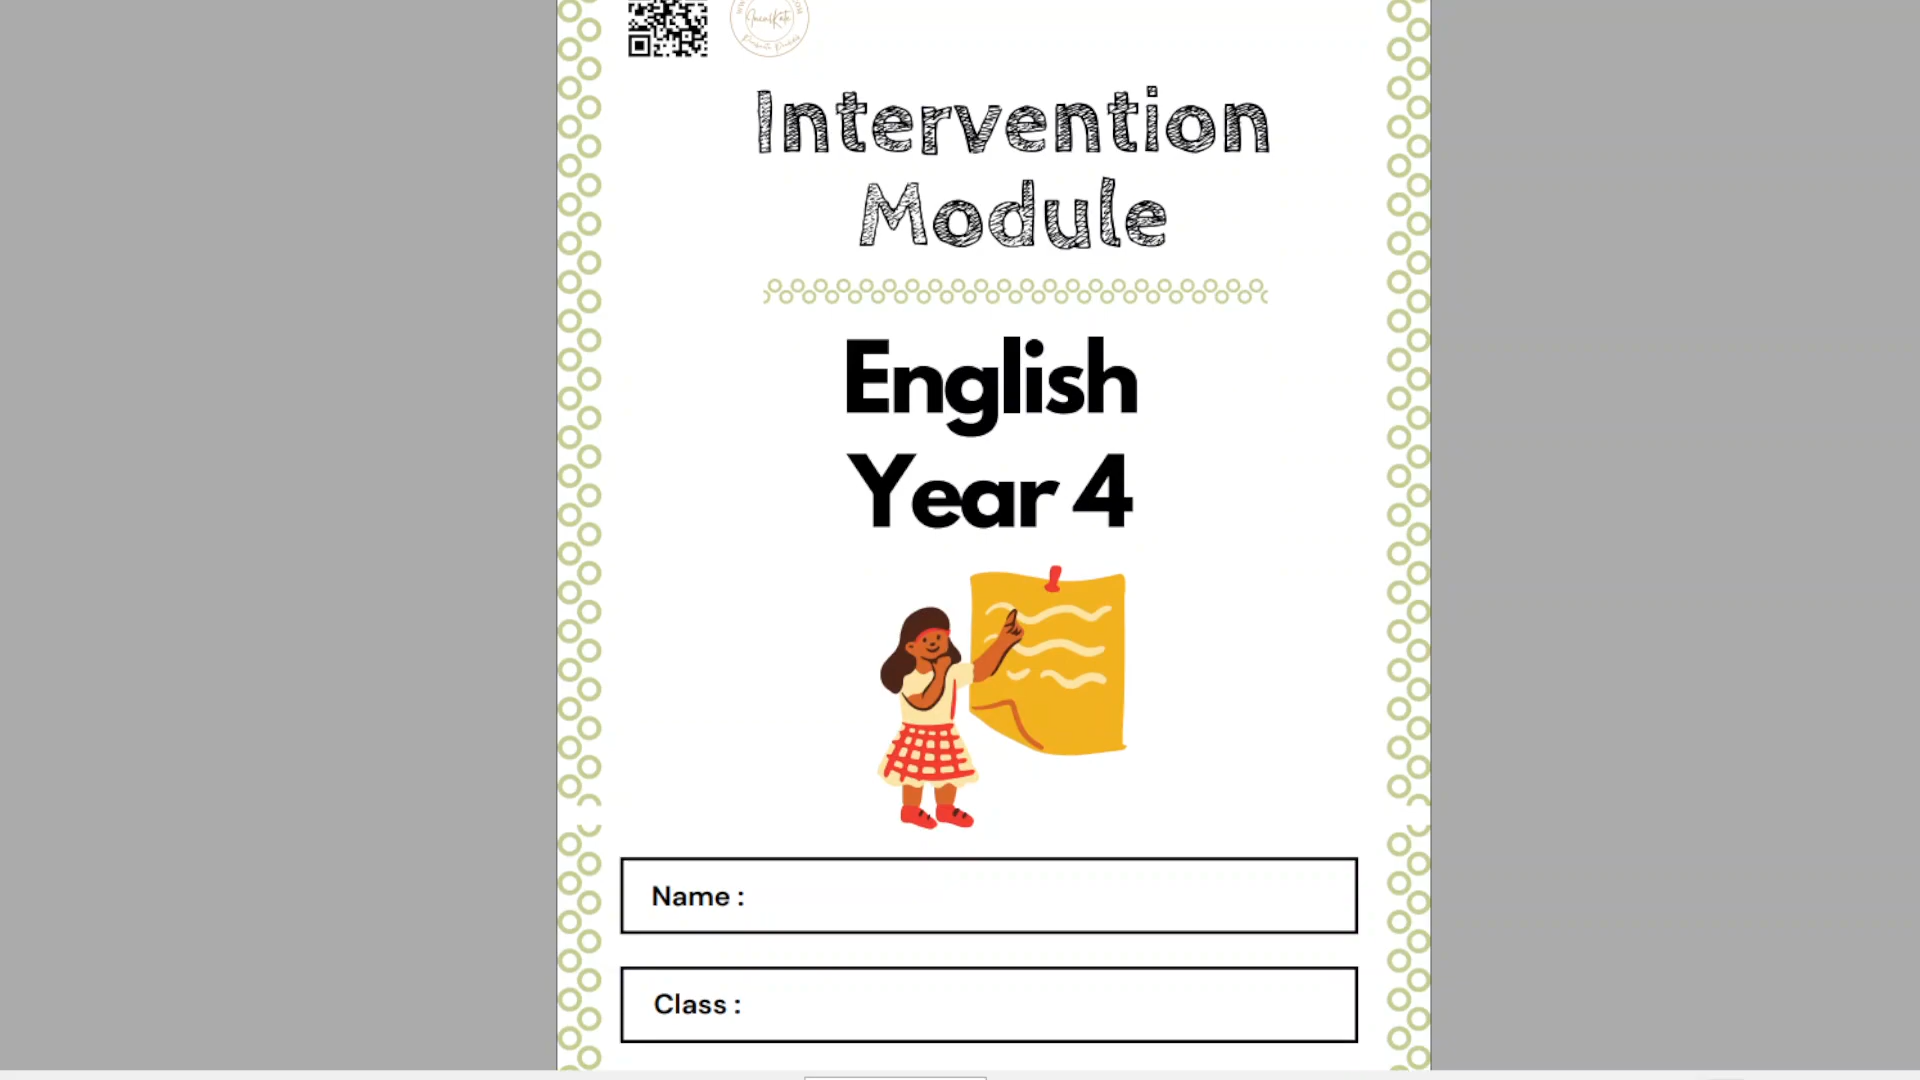 Intervention
Module
English
Year 4
Name :
Class :